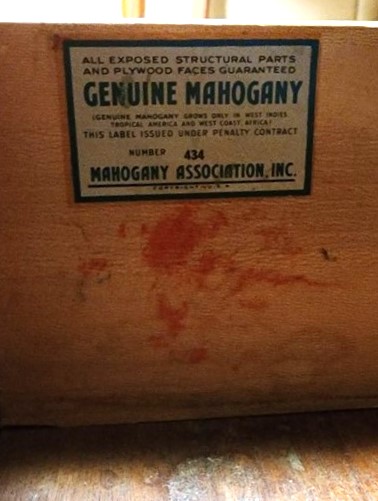 ALL EXPOSED STRUCTURAL PARTS
AND PLYWOOD FACES GUARANTEED
GENUINE MAHOGANY
(GENUINE MAHOGANY GROWS ONLY IN WEST INDIES
TROPICAL AMERICA AND WEST COAST AFRICA)
THIS LABEL ISSUED UNDER PENALTY CONTRACT
NUMBER 434
MAHOGANY ASSOCIATION, INC.
COPYRIGHT U.S.A.